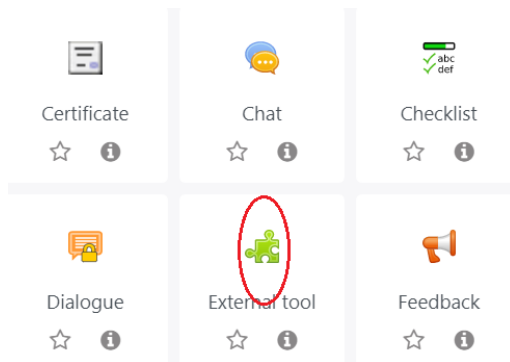 abc
def
Certificate
Chat
Checklist
Dialogue
External tool
Feedback